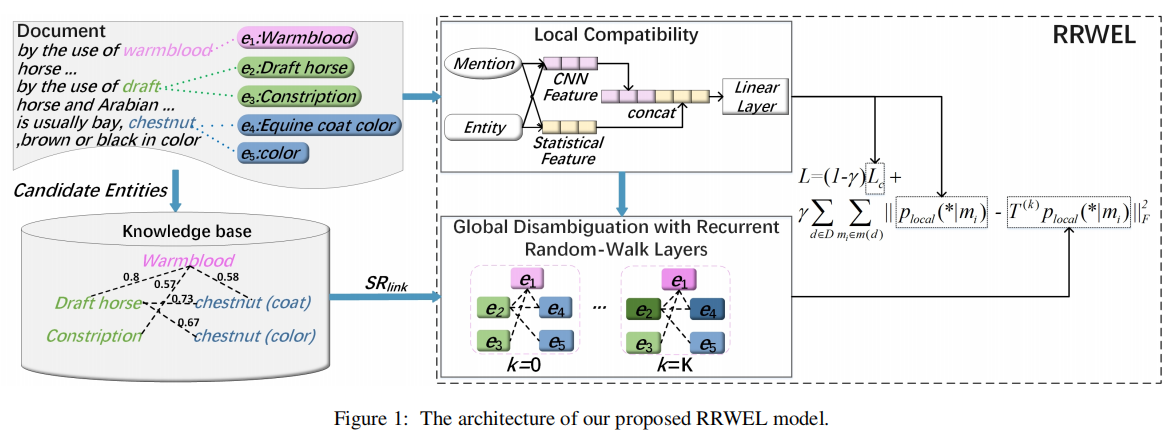 Document
by the use of warmblood
horse ...
by the use of draft
horse and Arabian ...
is usually bay, chestnut
,brown or black in color
e1:Warmblood
e2:Draft horse
e3:Constription
e4:Equine coat color
e5:color
Candidate Entities
Knowledge base
Warmblood
0.8
0.57
0.58
Draft horse
0.73
chestnut (coat)
Constription
0.67
chestnut (color)
SRlink
RRWEL
Local Compatibility
Mention
Entity
CNN
Feature
Statistical
Feature
concat
Linear
Layer
Global Disambiguation with Recurrent
Random-Walk Layers
e1
e2
e4
e3
e5
k=0
...
e1
e2
e4
e3
e5
k=K
L=(1-γ)Lc +
γ∑d∈D ∑mi∈m(d) || plocal(*|mi) - T(k) plocal(*|mi) ||F2
Figure 1: The architecture of our proposed RRWEL model.